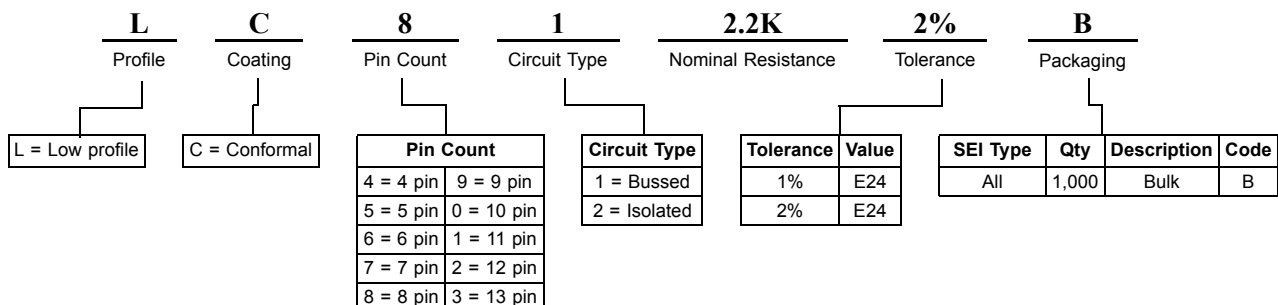 L C 8 1 2.2K 2% B
Profile Coating Pin Count Circuit Type Nominal Resistance Tolerance Packaging
L = Low profile
C = Conformal
Pin Count
4 = 4 pin 9 = 9 pin
5 = 5 pin 0 = 10 pin
6 = 6 pin 1 = 11 pin
7 = 7 pin 2 = 12 pin
8 = 8 pin 3 = 13 pin
Circuit Type
1 = Bussed
2 = Isolated
Tolerance Value
1% E24
2% E24
SEI Type Qty Description Code
All 1,000 Bulk B